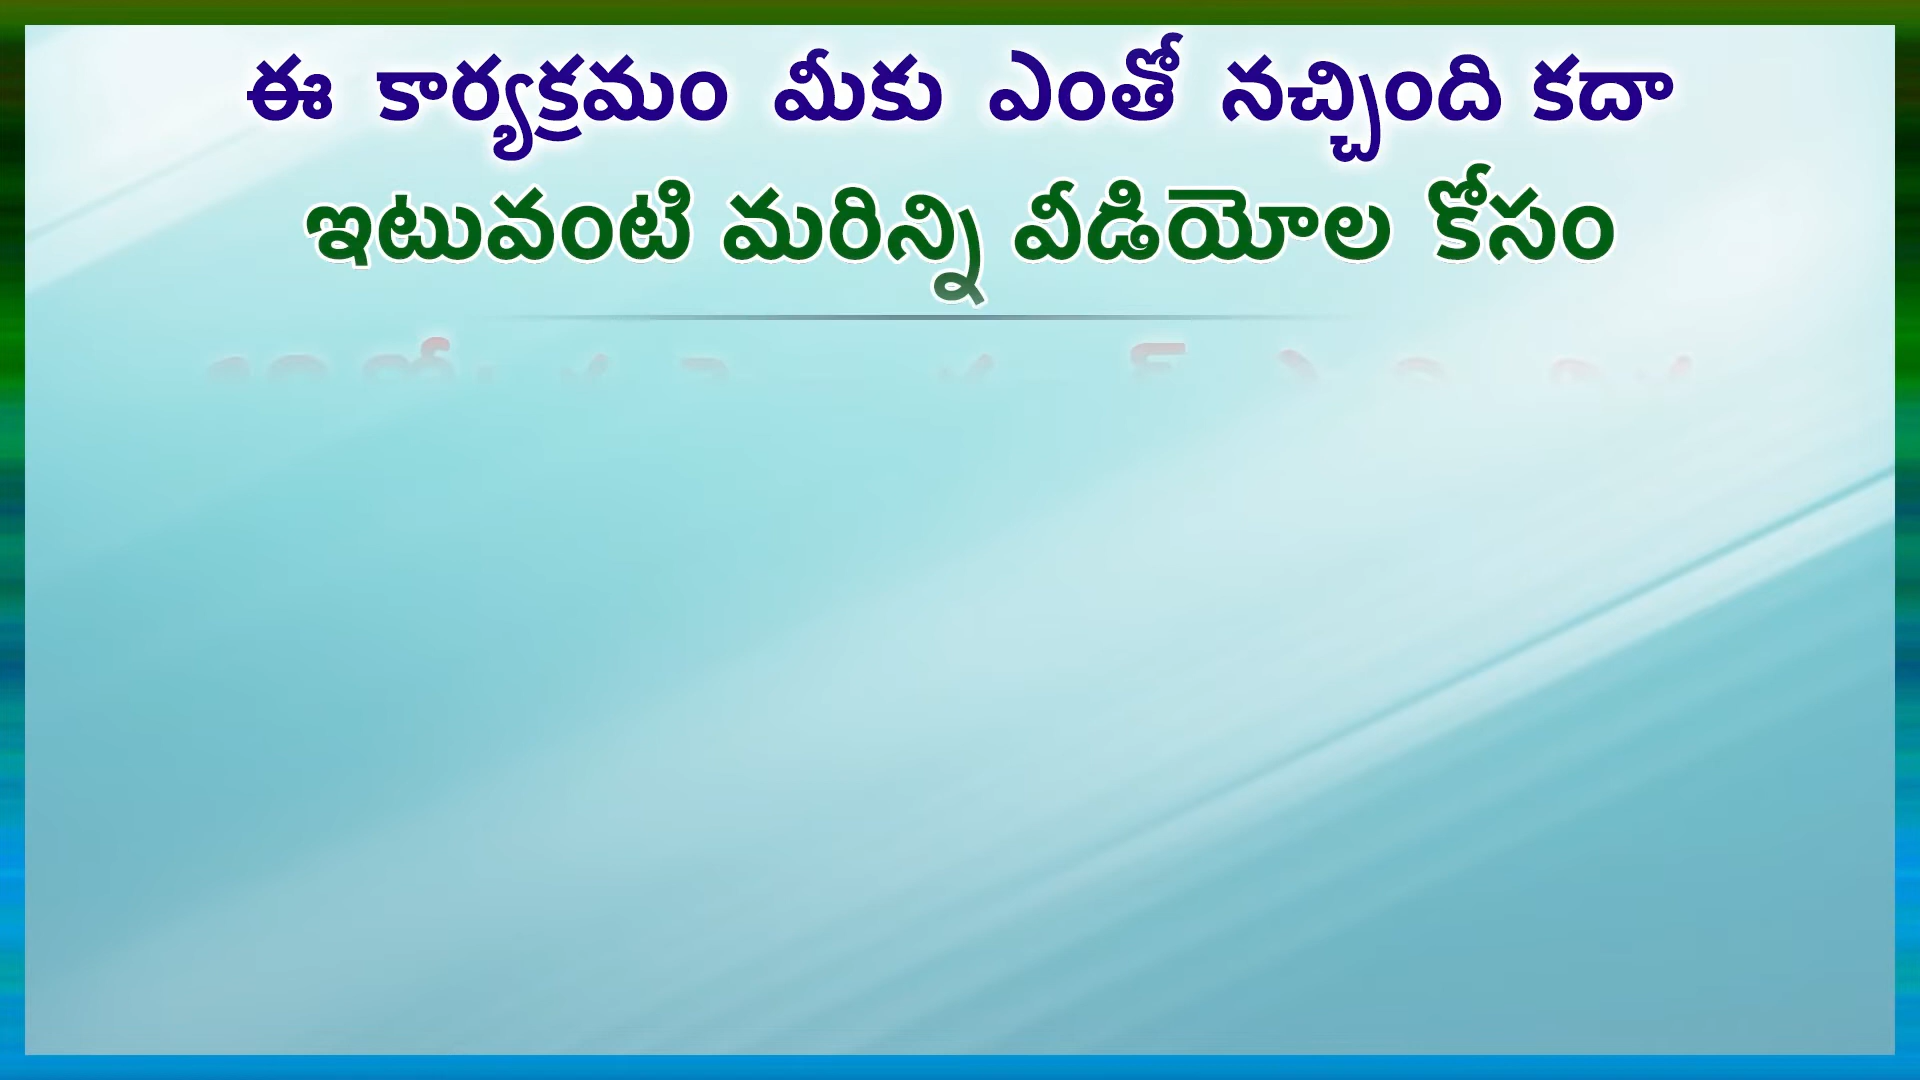 ఈ కార్యక్రమం మీకు ఎంతో నచ్చింది కదా
ఇటువంటి మరిన్ని వీడియోల కోసం